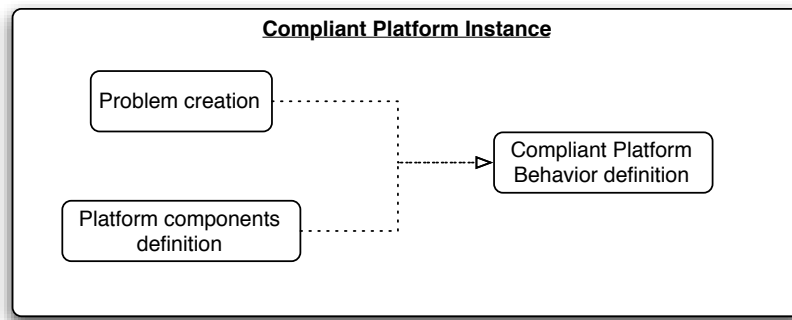 Compliant Platform Instance
Problem creation
Compliant Platform
Behavior definition
Platform components
definition